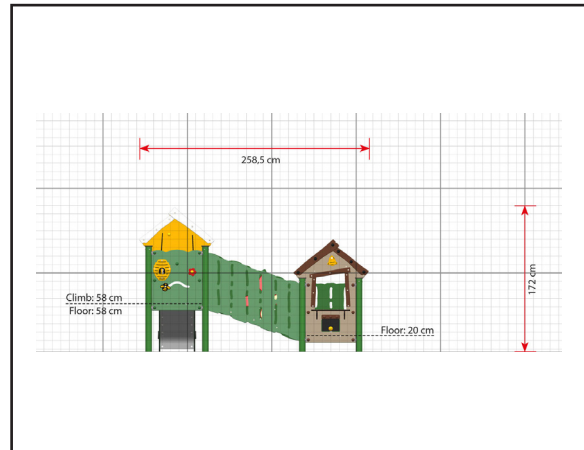 258,5 cm
Climb: 58 cm
Floor: 58 cm
Floor: 20 cm
172 cm